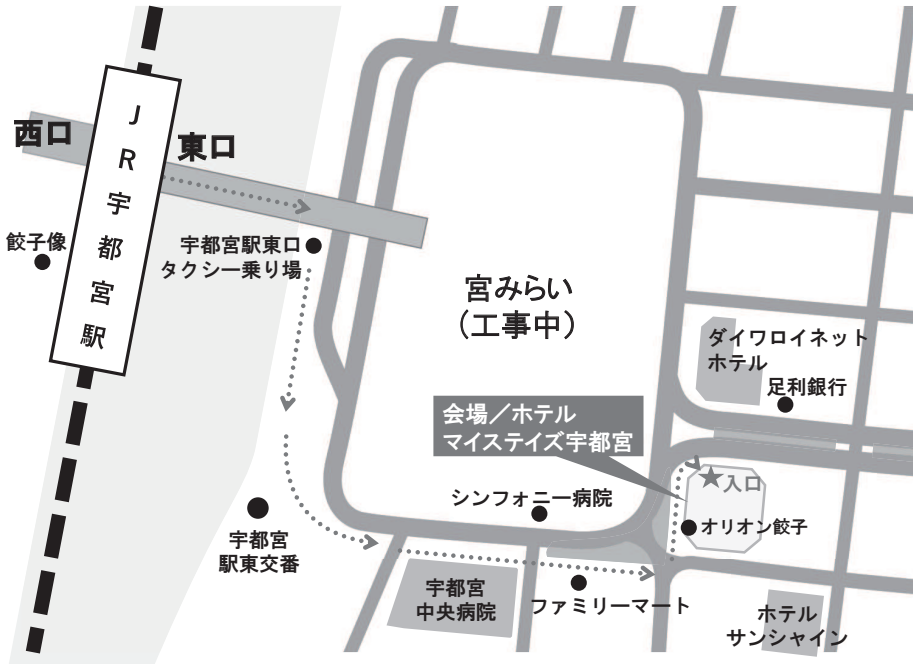 西口
JR宇都宮駅
東口
餃子像
宇都宮駅東口
タクシー乗り場
宮みらい
(工事中)
ダイワロイネット
ホテル
足利銀行
会場/ホテル
マイステイズ宇都宮
入口
シンフォニー病院
オリオン餃子
宇都宮
駅東交番
宇都宮
中央病院
ファミリーマート
ホテル
サンシャイン